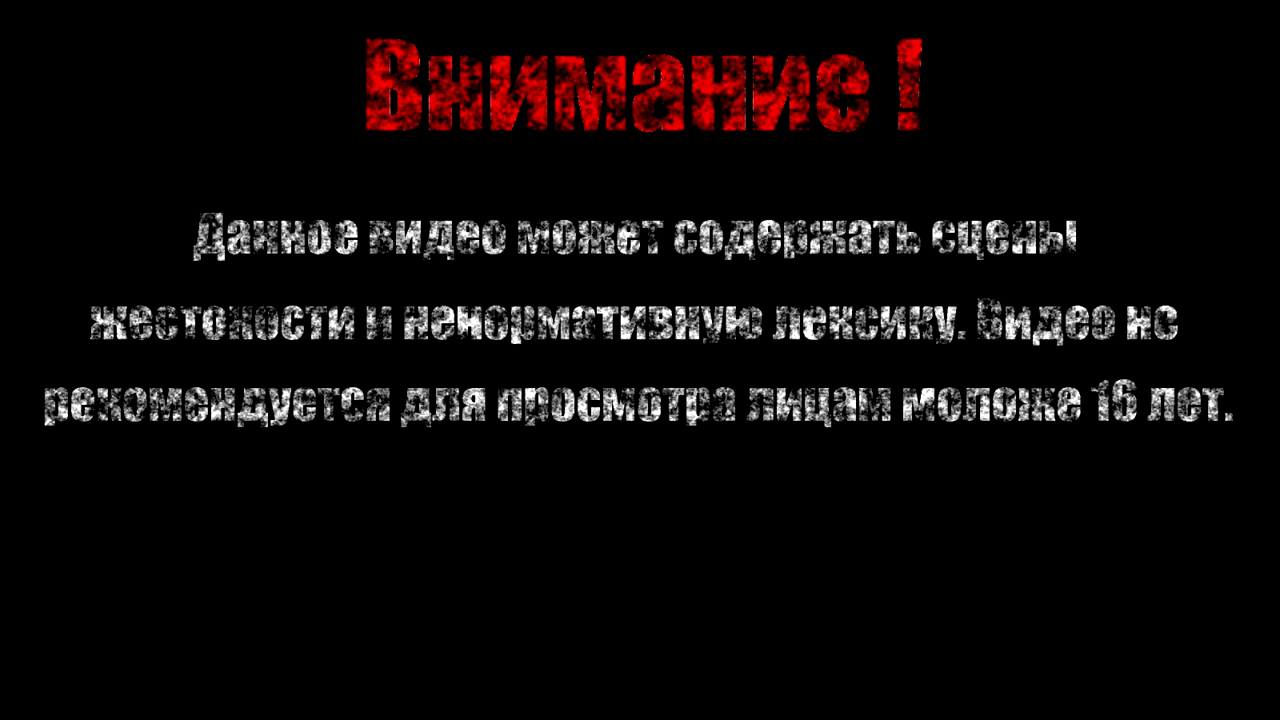 Внимание !
Данное видео может содержать сцены
жестокости и ненормативную лексику. Видео не
рекомендуется для просмотра лицам моложе 16 лет.